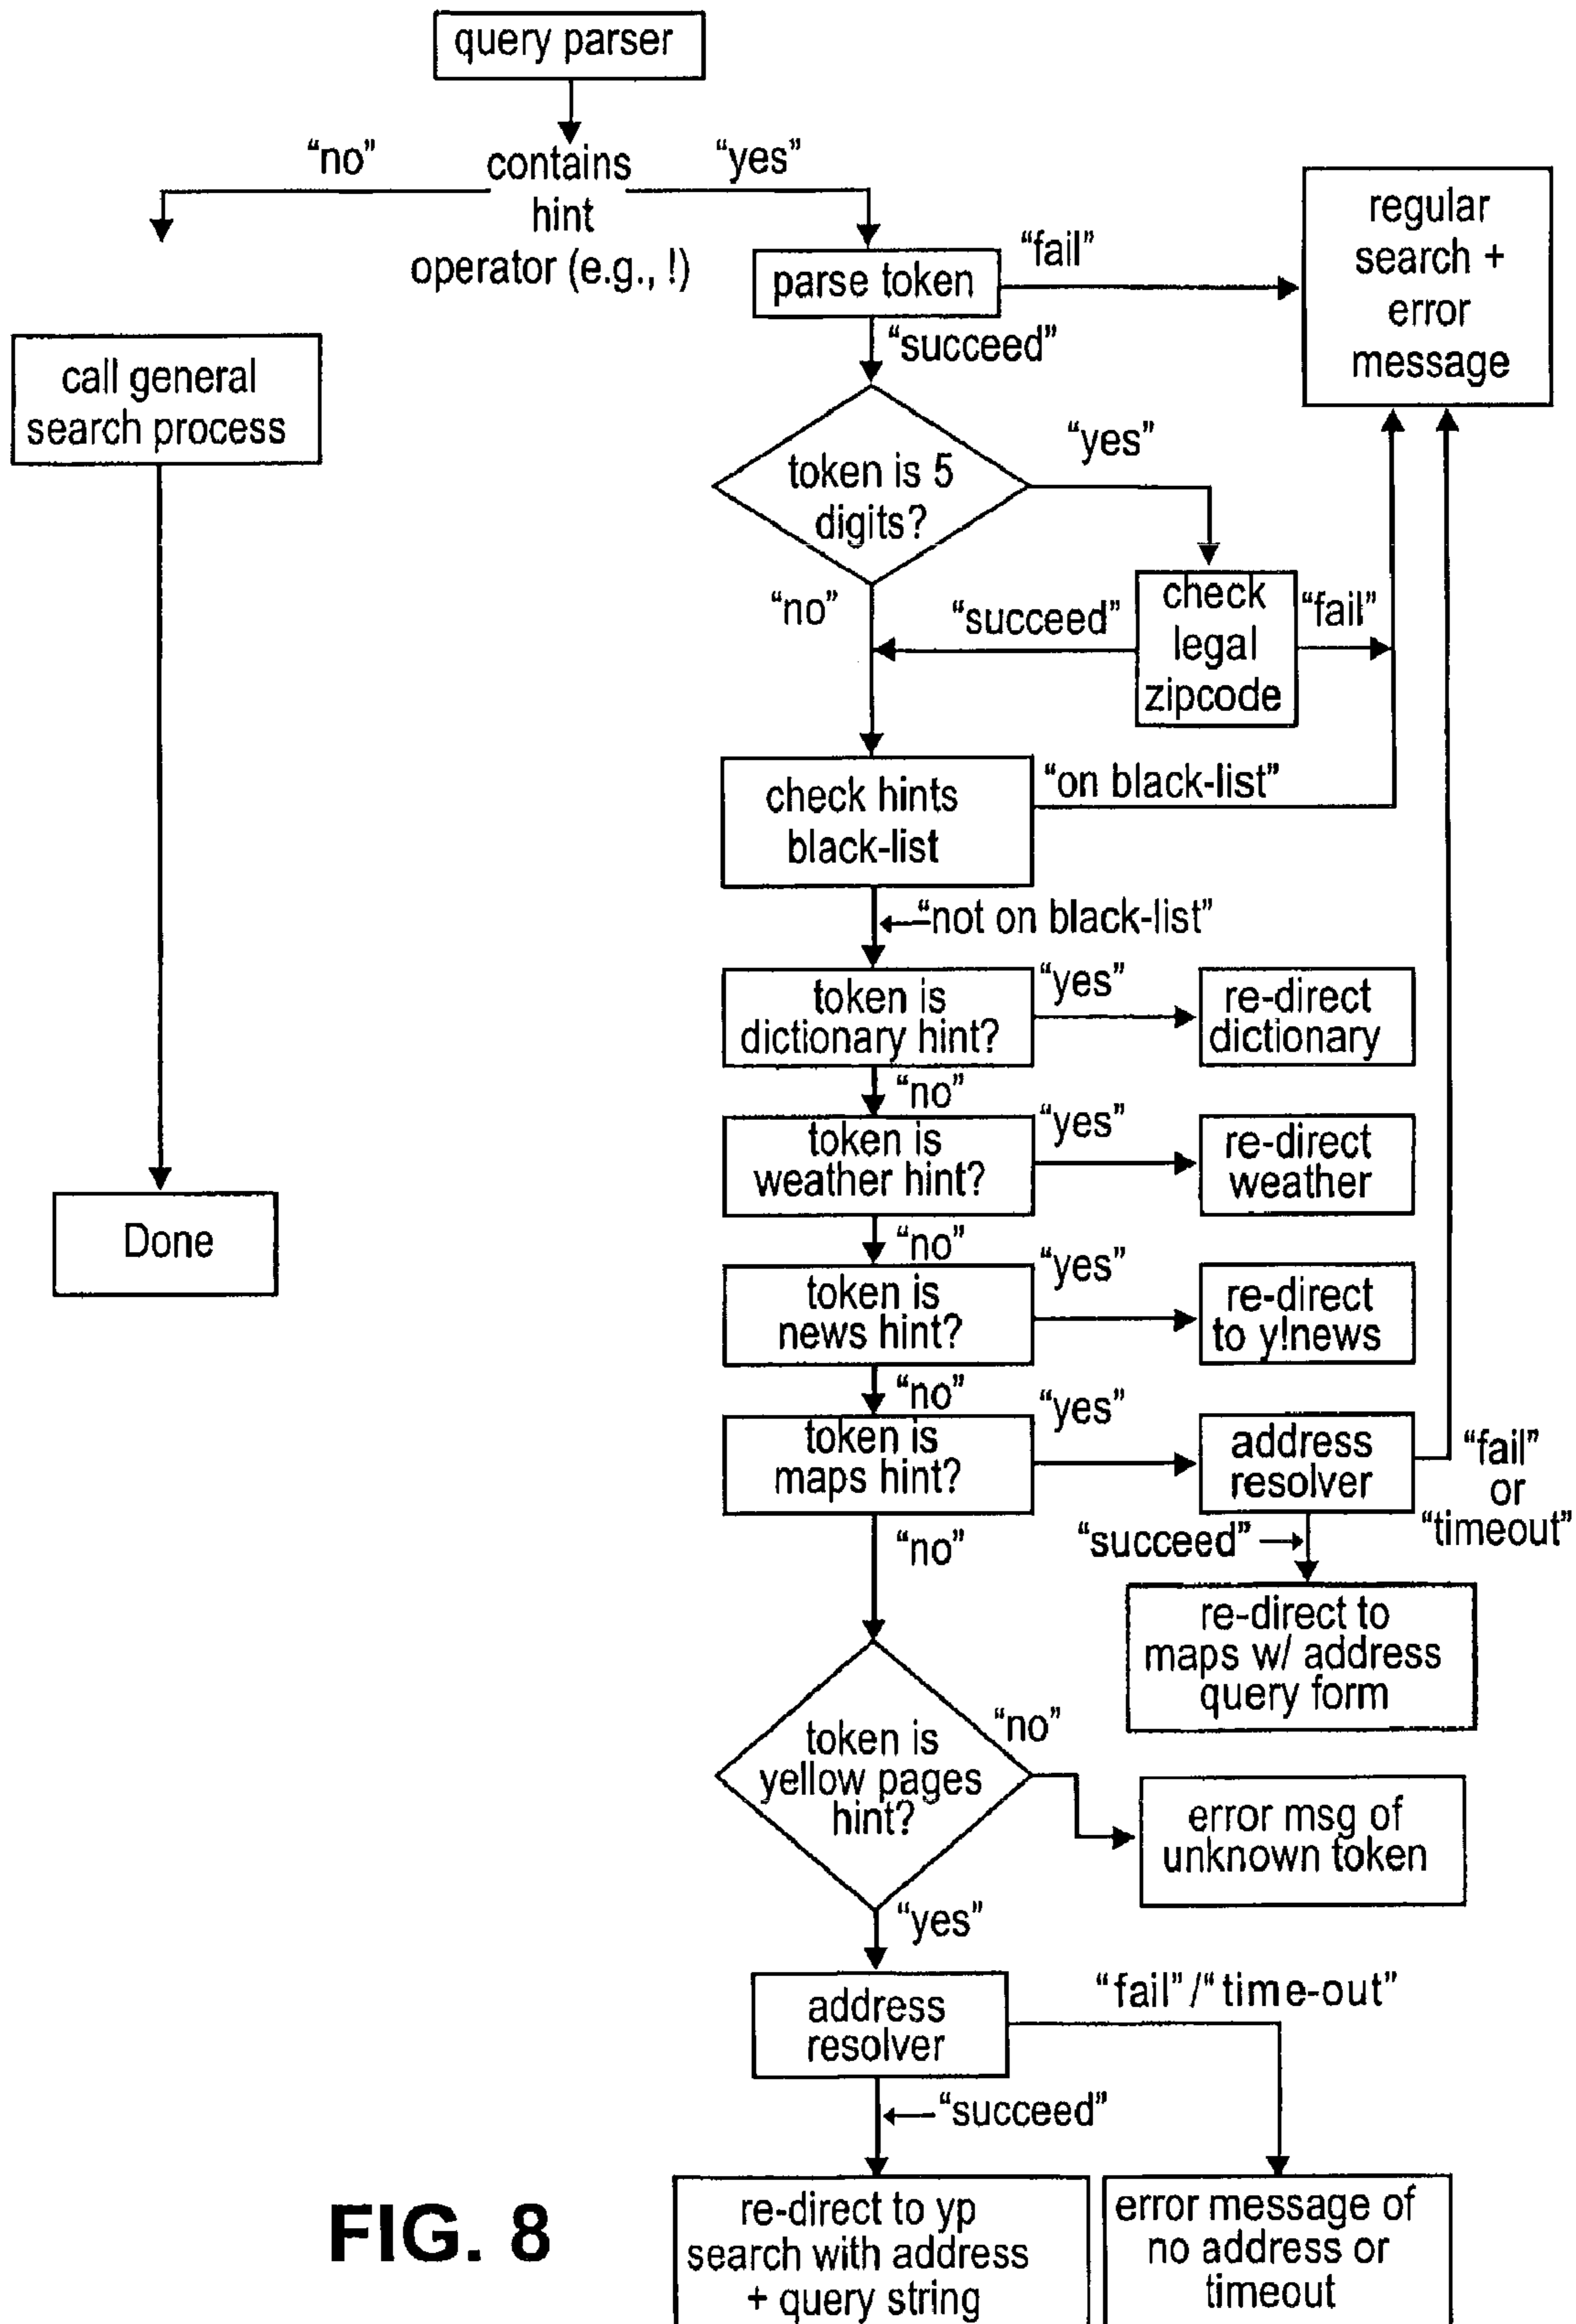 query parser
“no”
contains
hint
operator (e.g., !)
“yes”
parse token
“fail”
regular
search +
error
message
“succeed”
call general
search process
token is 5
digits?
“yes”
“no”
“succeed”
check
legal
zipcode
“fail”
check hints
black-list
“on black-list”
“not on black-list”
token is
dictionary hint?
“yes”
re-direct
dictionary
“no”
token is
weather hint?
“yes”
re-direct
weather
Done
“no”
token is
news hint?
“yes”
re-direct
to y!news
“no”
token is
maps hint?
“yes”
address
resolver
“fail”
or
“timeout”
“no”
“succeed”
re-direct to
maps w/ address
query form
token is
yellow pages
hint?
“no”
error msg of
unknown token
“yes”
address
resolver
“fail”/“time-out”
“succeed”
re-direct to yp
search with address
+ query string
error message of
no address or
timeout
FIG. 8